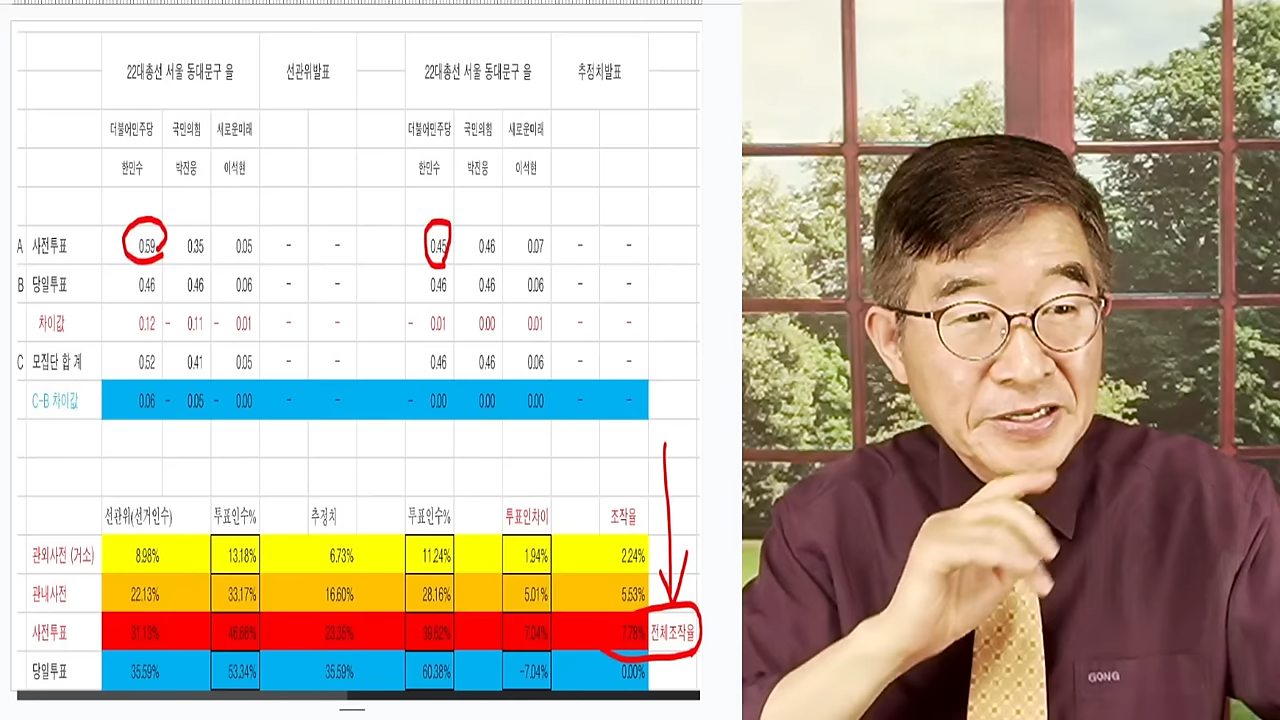 22대총선 서울 동대문구 을 선관위발표 22대총선 서울 동대문구 을 추정치발표
더불어민주당 국민의힘 새로운미래 더불어민주당 국민의힘 새로운미래
한민수 박진웅 이석현 한민수 박진웅 이석현
A 사전투표 0.59 0.35 0.05 - - 0.45 0.46 0.07 - -
B 당일투표 0.46 0.46 0.06 - - 0.46 0.46 0.06 - -
차이값 0.12 - 0.11 - 0.01 - - - 0.01 0.00 0.01 - -
C 모집단 합 계 0.52 0.41 0.05 - - 0.46 0.46 0.06 - -
C-B 차이값 0.06 - 0.05 - 0.00 - - - 0.00 0.00 0.00 - -
선관위(선거인수) 투표인수% 추정치 투표인수% 투표인차이 조작율
관외사전 (거소) 8.98% 13.18% 6.73% 11.24% 1.94% 2.24%
관내사전 22.13% 33.17% 16.60% 28.16% 5.01% 5.53%
사전투표 31.13% 46.66% 23.35% 39.62% 7.04% 7.78% 전체조작율
당일투표 35.59% 53.34% 35.59% 60.38% -7.04% 0.00%
GONG